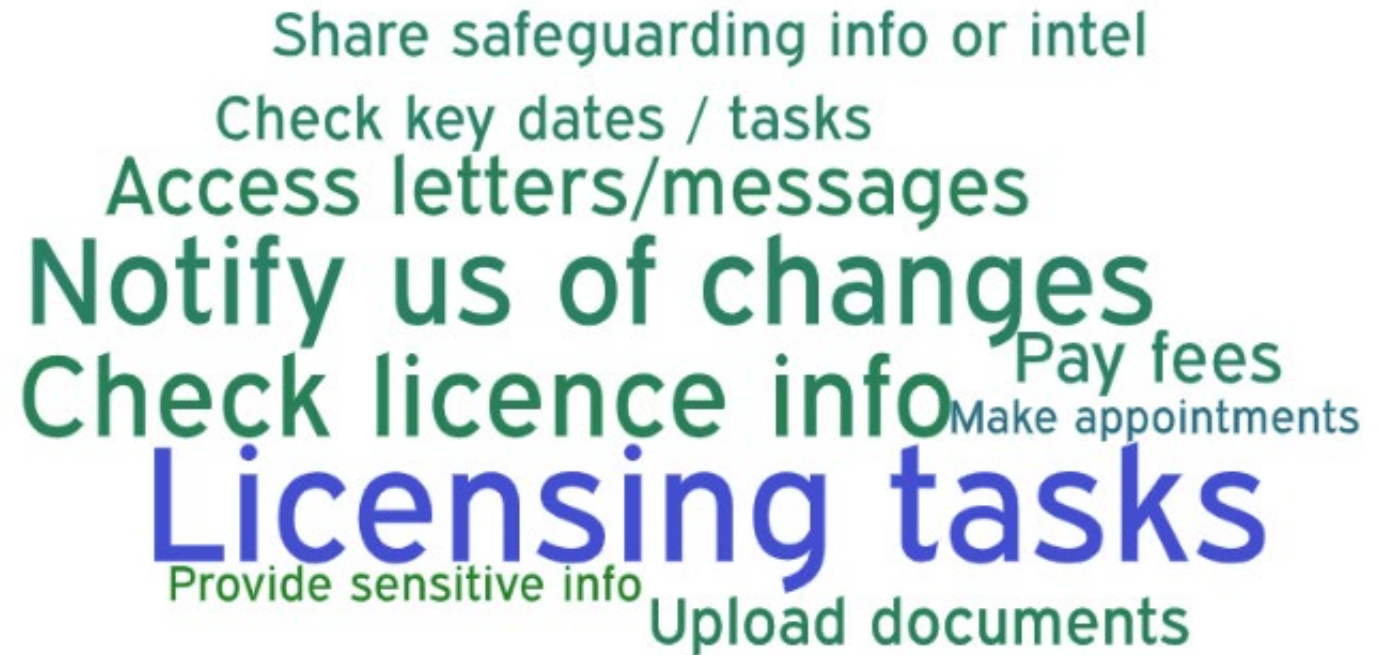 Share safeguarding info or intel
Check key dates / tasks
Access letters/messages
Notify us of changes
Pay fees
Check licence info
Make appointments
Licensing tasks
Provide sensitive info
Upload documents